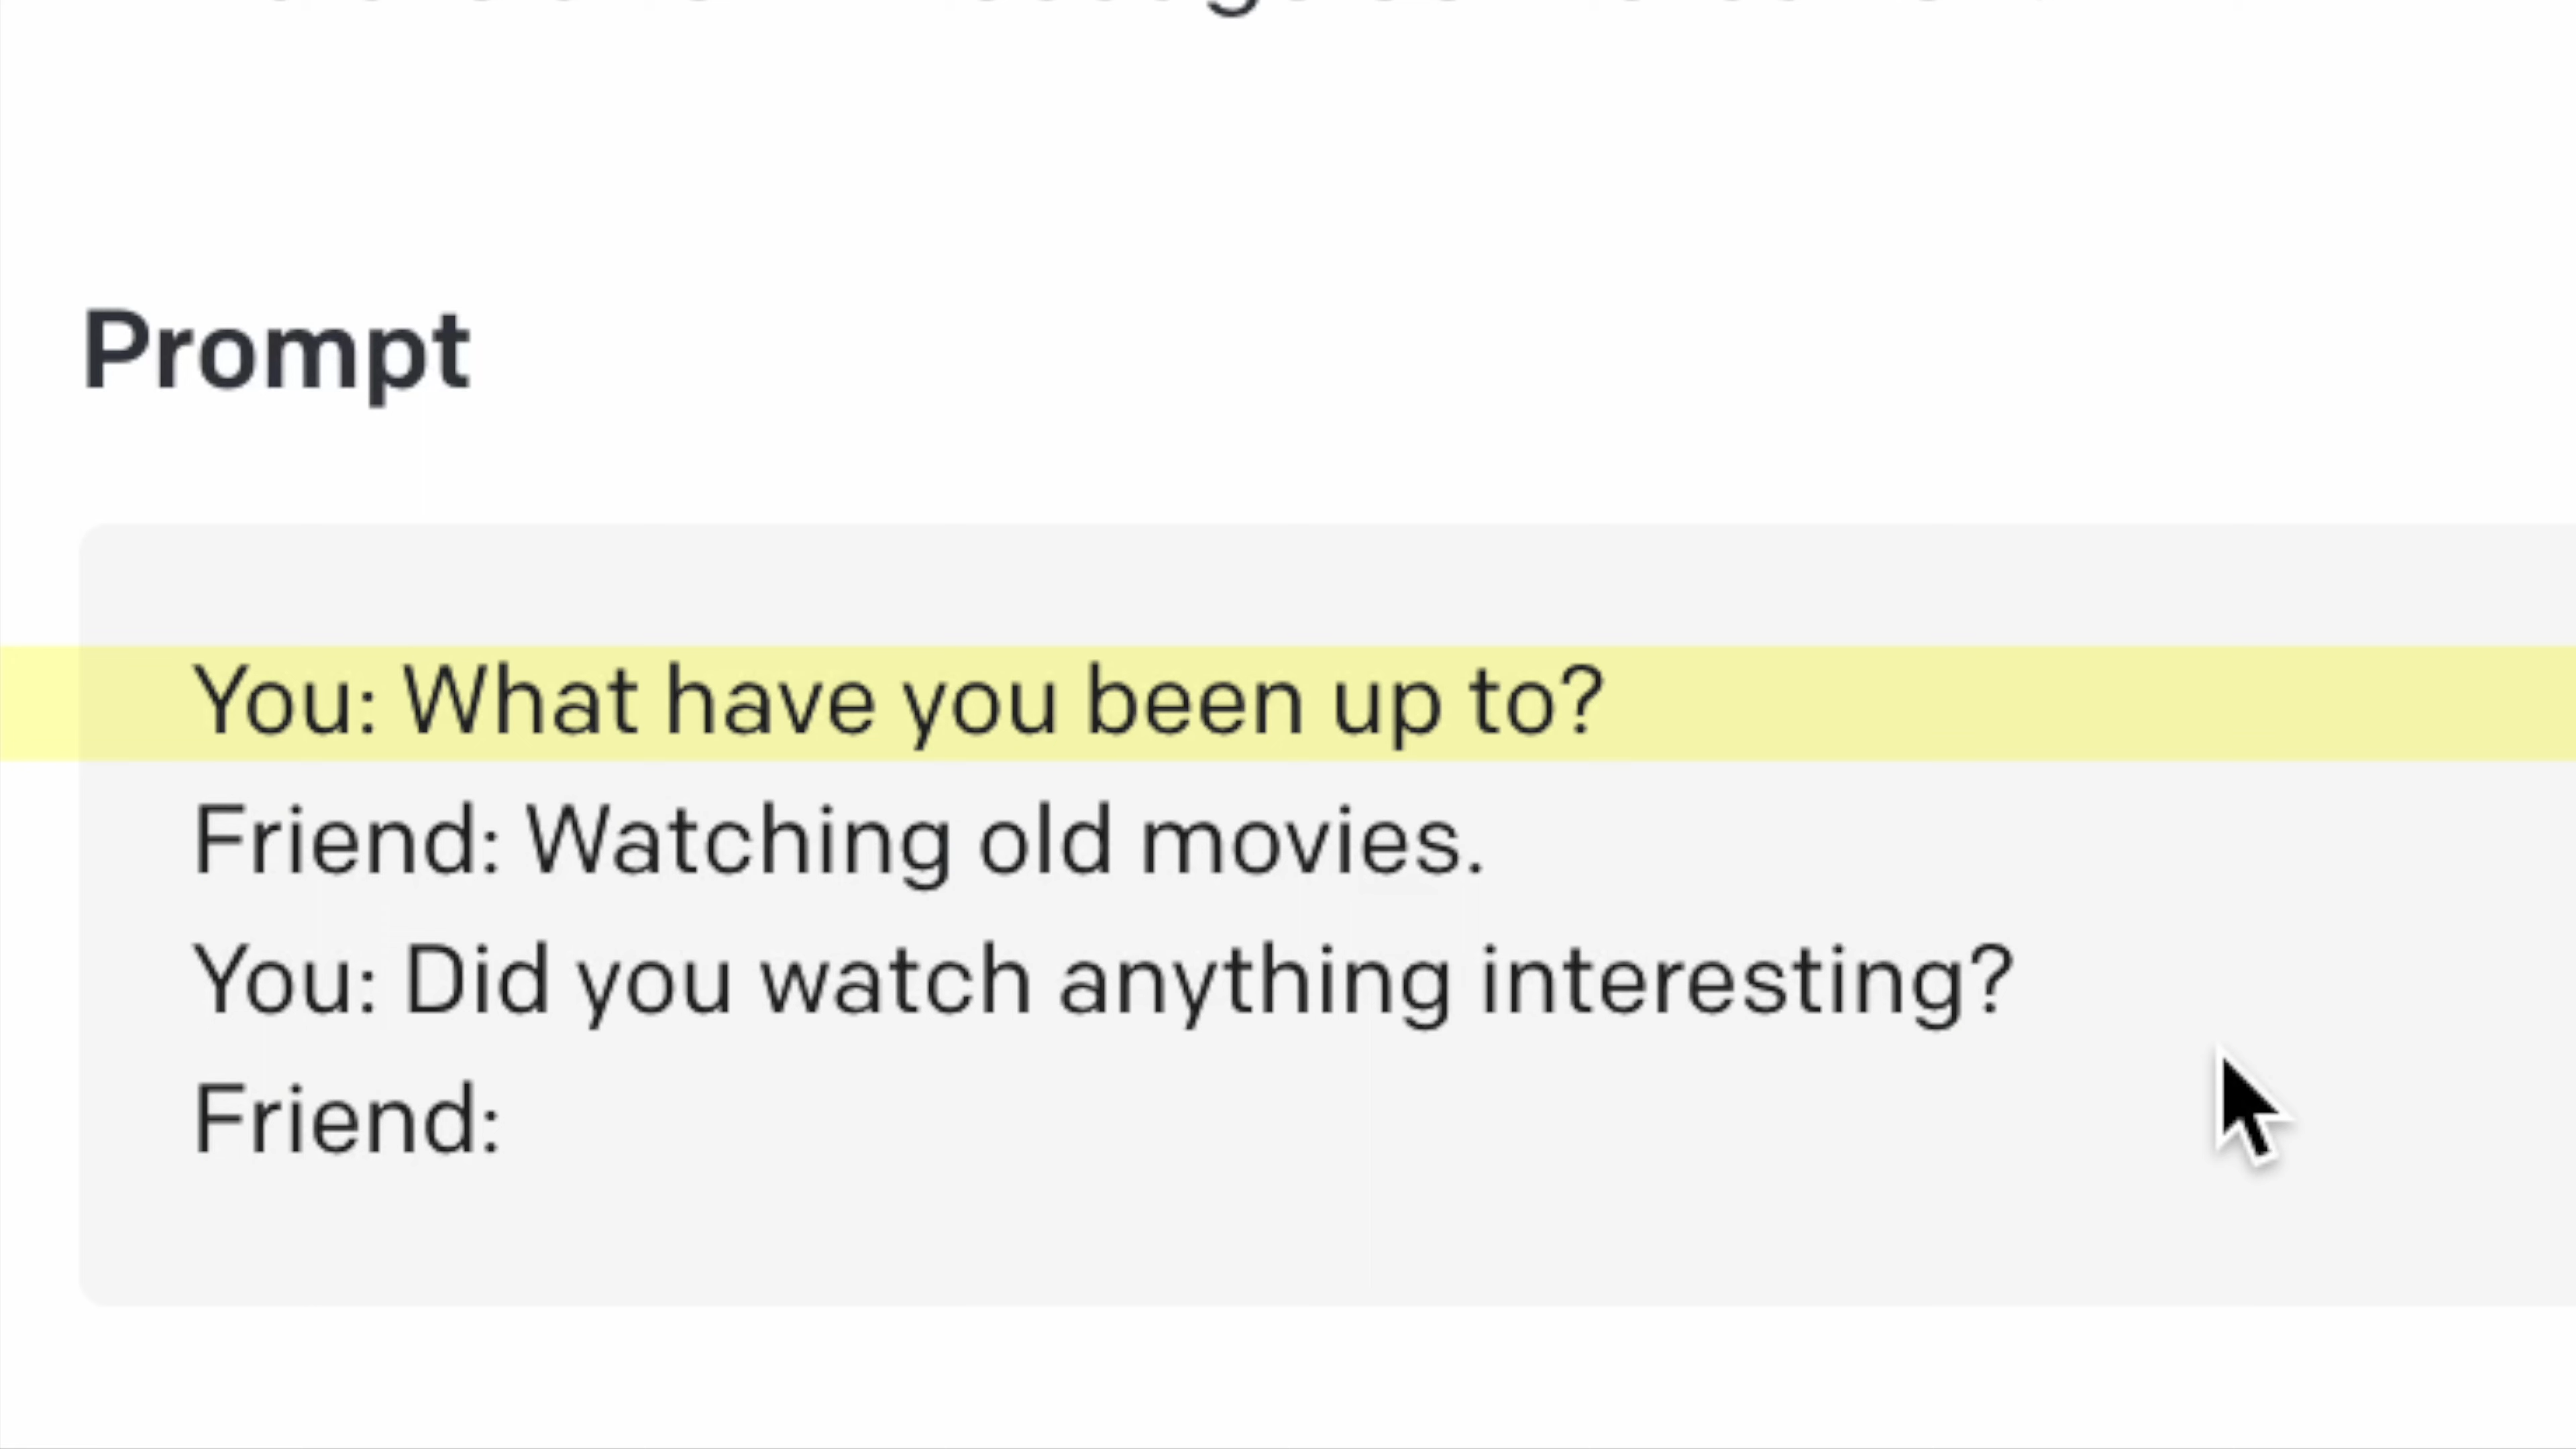 Prompt
You: What have you been up to?
Friend: Watching old movies.
You: Did you watch anything interesting?
Friend: